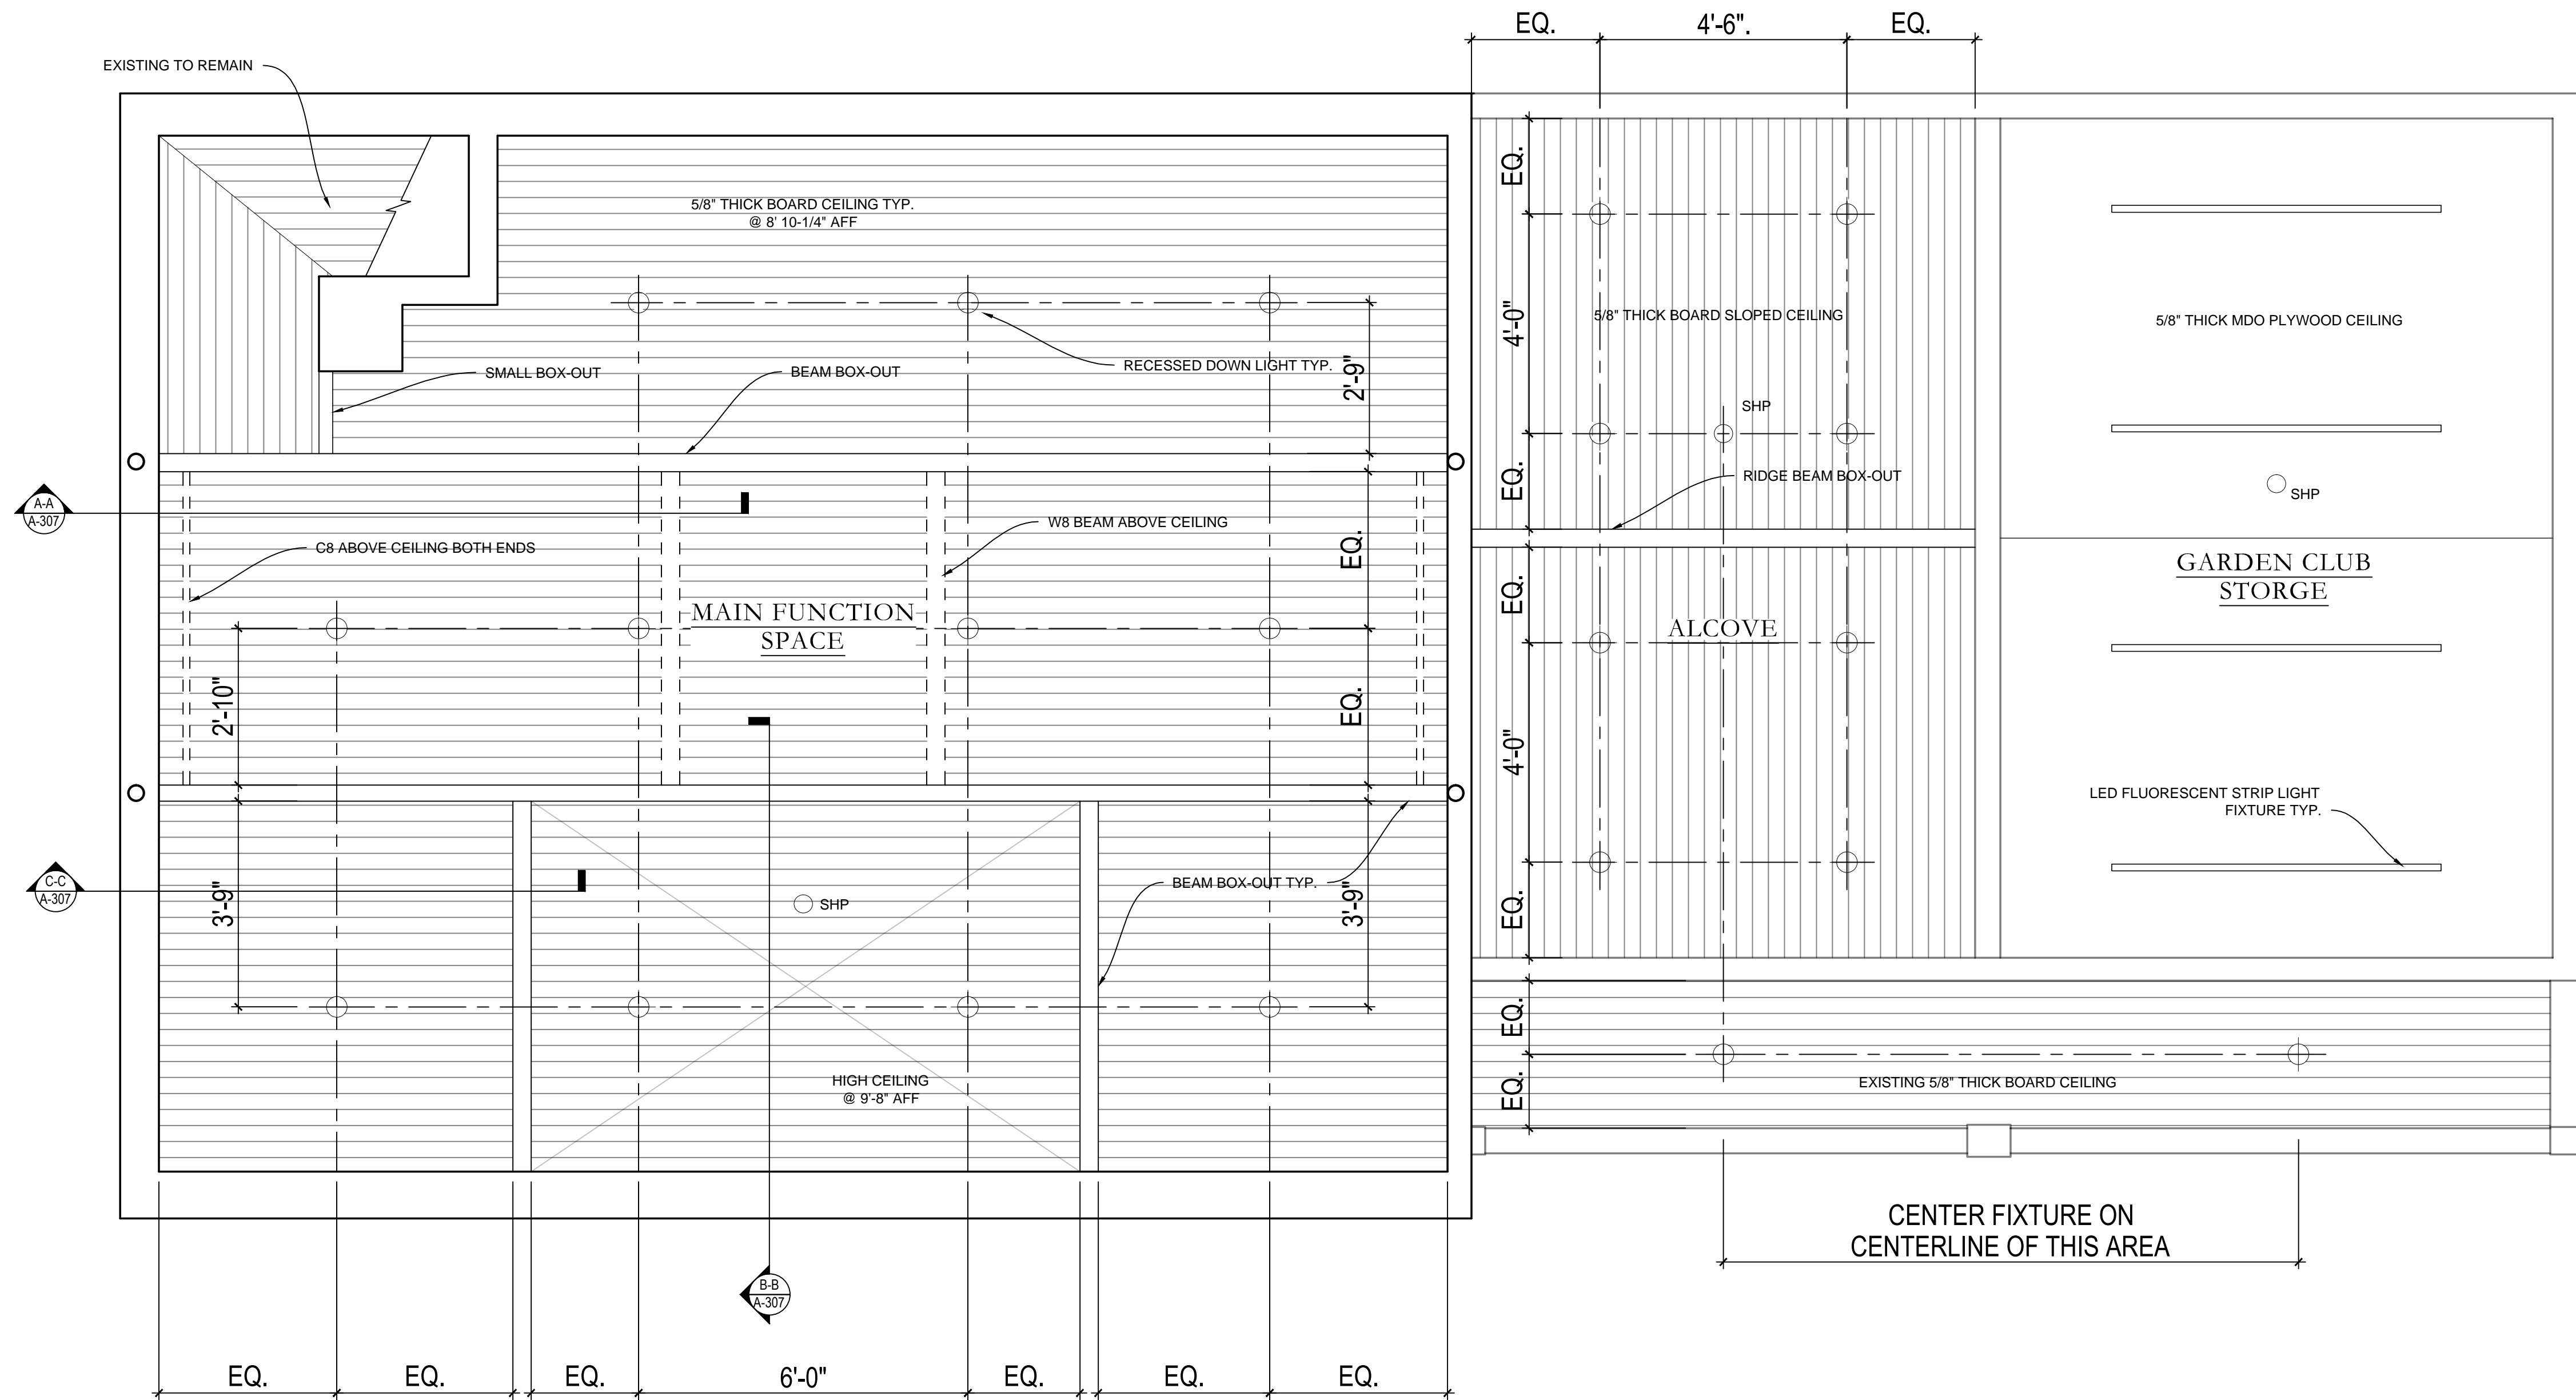 EQ.
4'-6".
EQ.
EXISTING TO REMAIN
5/8" THICK BOARD CEILING TYP.
@ 8' 10-1/4" AFF
EQ.
4'-0"
EQ.
5/8" THICK BOARD SLOPED CEILING
5/8" THICK MDO PLYWOOD CEILING
SMALL BOX-OUT
BEAM BOX-OUT
RECESSED DOWN LIGHT TYP.
2'-9"
SHP
RIDGE BEAM BOX-OUT
SHP
A-A
A-307
C8 ABOVE CEILING BOTH ENDS
W8 BEAM ABOVE CEILING
EQ.
EQ.
MAIN FUNCTION
SPACE
2'-10"
EQ.
4'-0"
EQ.
ALCOVE
GARDEN CLUB
STORGE
LED FLUORESCENT STRIP LIGHT
FIXTURE TYP.
C-C
A-307
3'-9"
SHP
BEAM BOX-OUT TYP.
3'-9"
HIGH CEILING
@ 9'-8" AFF
EQ.
EQ.
EXISTING 5/8" THICK BOARD CEILING
CENTER FIXTURE ON
CENTERLINE OF THIS AREA
B-B
A-307
EQ.
EQ.
EQ.
6'-0"
EQ.
EQ.
EQ.